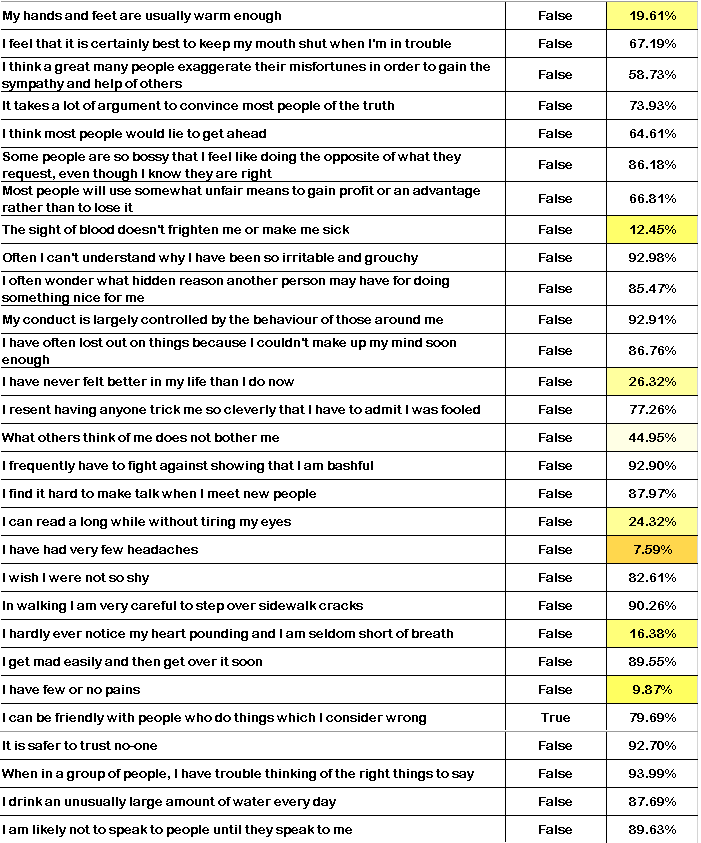 My hands and feet are usually warm enough False 19.61%
I feel that it is certainly best to keep my mouth shut when I'm in trouble False 67.19%
I think a great many people exaggerate their misfortunes in order to gain the
sympathy and help of others False 58.73%
It takes a lot of argument to convince most people of the truth False 73.93%
I think most people would lie to get ahead False 64.61%
Some people are so bossy that I feel like doing the opposite of what they
request, even though I know they are right False 86.18%
Most people will use somewhat unfair means to gain profit or an advantage
rather than to lose it False 66.81%
The sight of blood doesn't frighten me or make me sick False 12.45%
Often I can't understand why I have been so irritable and grouchy False 92.98%
I often wonder what hidden reason another person may have for doing
something nice for me False 85.47%
My conduct is largely controlled by the behaviour of those around me False 92.91%
I have often lost out on things because I couldn't make up my mind soon
enough False 86.76%
I have never felt better in my life than I do now False 26.32%
I resent having anyone trick me so cleverly that I have to admit I was fooled False 77.26%
What others think of me does not bother me False 44.95%
I frequently have to fight against showing that I am bashful False 92.90%
I find it hard to make talk when I meet new people False 87.97%
I can read a long while without tiring my eyes False 24.32%
I have had very few headaches False 7.59%
I wish I were not so shy False 82.61%
In walking I am very careful to step over sidewalk cracks False 90.26%
I hardly ever notice my heart pounding and I am seldom short of breath False 16.38%
I get mad easily and then get over it soon False 89.55%
I have few or no pains False 9.87%
I can be friendly with people who do things which I consider wrong True 79.69%
It is safer to trust no-one False 92.70%
When in a group of people, I have trouble thinking of the right things to say False 93.99%
I drink an unusually large amount of water every day False 87.69%
I am likely not to speak to people until they speak to me False 89.63%